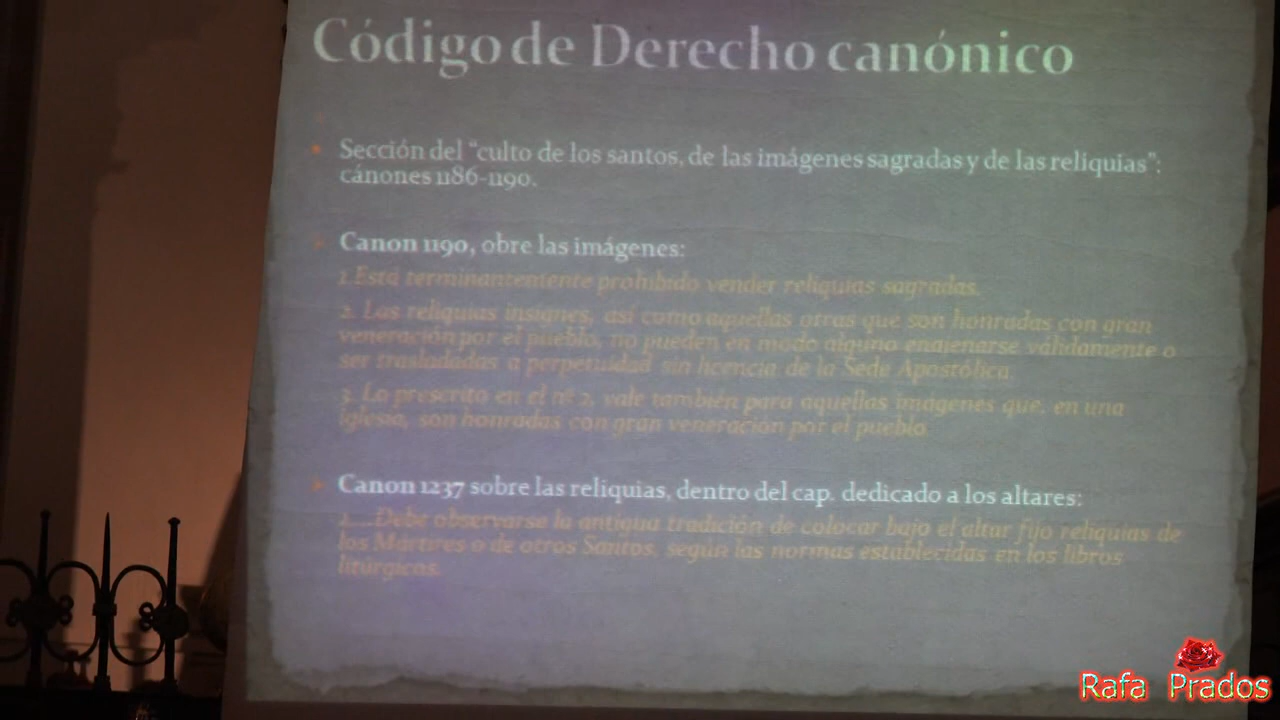 Código de Derecho canónico
Sección del “culto de los santos, de las imágenes sagradas y de las reliquias”:
cánones 1186-1190.
Canon 1190, obre las imágenes:
1.Está terminantentente prohibido vender reliquias sagradas.
2. Las reliquias insignes, así como aquellas otras que son honradas con gran
veneración por el pueblo, no pueden en modo alguno enajenarse válidamente o
ser trasladadas a perpetuidad sin licencia de la Sede Apostólica.
3. Lo prescrito en el nº 2, vale también para aquellas imagenes que, en una
iglesia, son honradas con gran veneración por el pueblo
Canon 1237 sobre las reliquias, dentro del cap. dedicado a los altares:
2.....Debe observarse la antigua tradición de colocar bajo el altar fijo reliquias de
los Mártires o de otros Santos, según las normas establecidas en los libros
litúrgicos.
Rafa Prados